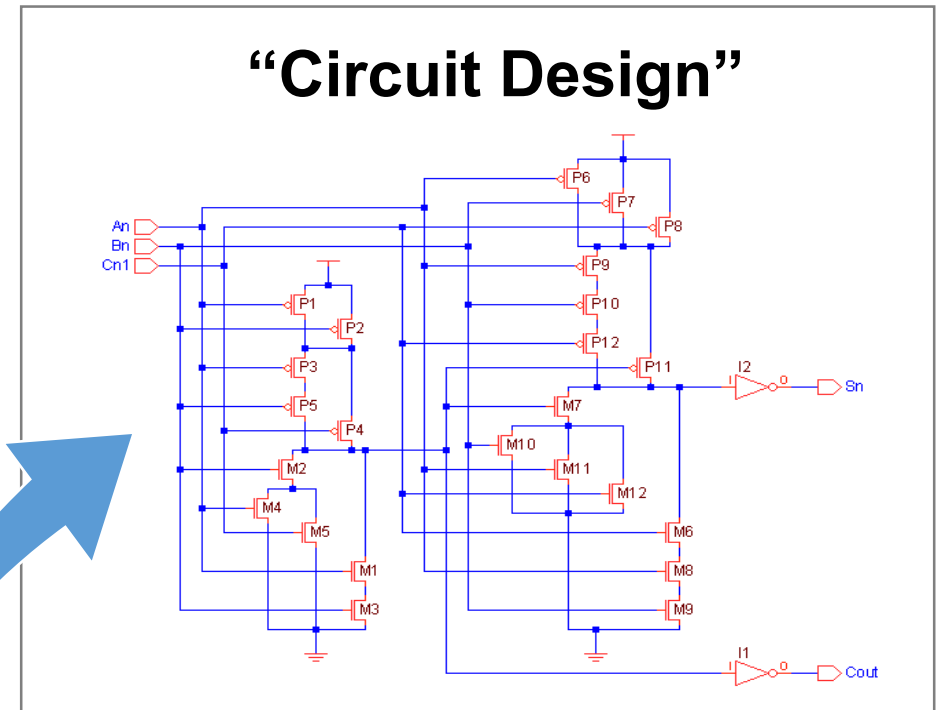 “Circuit Design”
P6
P7
An
P8
Bn
Cn1
P9
P1
P10
P2
P12
P3
P11
I2
I
O
Sn
P5
M7
P4
M10
M2
M11
M12
M4
M5
M6
M1
M8
M3
M9
I1
I
O
Cout